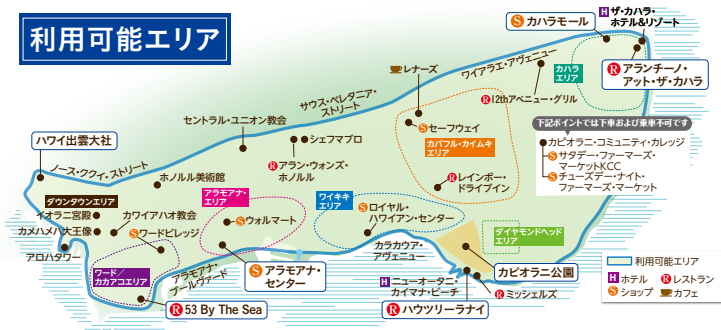 利用可能エリア
S カハラモール
H ザ・カハラ・
ホテル&リゾート
R アランチーノ・
アット・ザ・カハラ
カハラ
エリア
ワイアラエ・アヴェニュー
レナーズ
R 12thアベニュー・グリル
サウス・ベレタニア・
ストリート
セントラル・ユニオン教会
シェフマブロ
R アラン・ウォンズ・
ホノルル
S セーフウェイ
カパフル・カイムキ
エリア
R レインボー・
ドライブイン
下記ポイントでは下車および乗車不可です
カピオラニ・コミュニティ・カレッジ
S サタデー・ファーマーズ・
マーケットKCC
S チューズデー・ナイト・
ファーマーズ・マーケット
ハワイ出雲大社
ノース・ククイ・ストリート
ホノルル美術館
ダウンタウンエリア
イオラニ宮殿
カメハメハ大王像
アロハタワー
カワイアハオ教会
S ワードビレッジ
ワード/
カカアコエリア
アラモアナ・
エリア
S ウォルマート
アラモアナ・
ブールヴァード
S アラモアナ・
センター
R 53 By The Sea
ワイキキ
エリア
S ロイヤル・
ハワイアン・センター
カラカウア・
アヴェニュー
ダイヤモンドヘッド
エリア
カピオラニ公園
H ニューオータニ・
カイマナ・ビーチ
R ハウツリーラナイ
R ミッシェルズ
利用可能エリア
H ホテル R レストラン
S ショップ カフェ